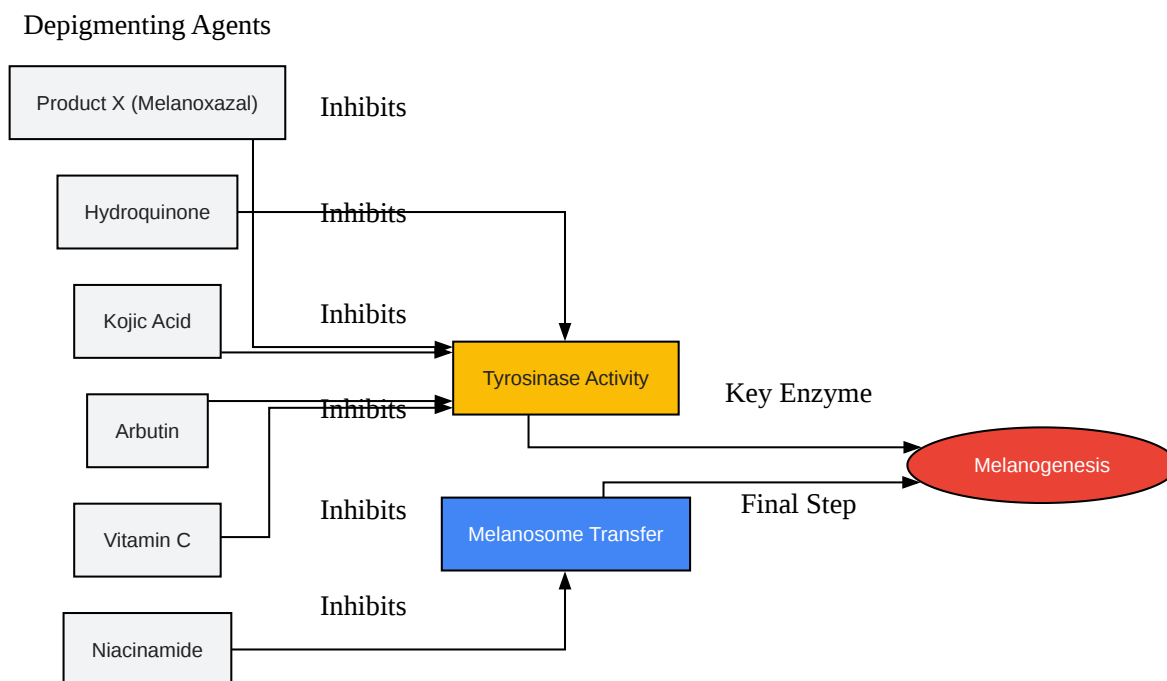 Depigmenting Agents
Product X (Melanoxazal)
Inhibits
Hydroquinone
Inhibits
Kojic Acid
Inhibits
Tyrosinase Activity
Key Enzyme
Arbutin
Inhibits
Melanogenesis
Vitamin C
Inhibits
Melanosome Transfer
Final Step
Niacinamide
Inhibits